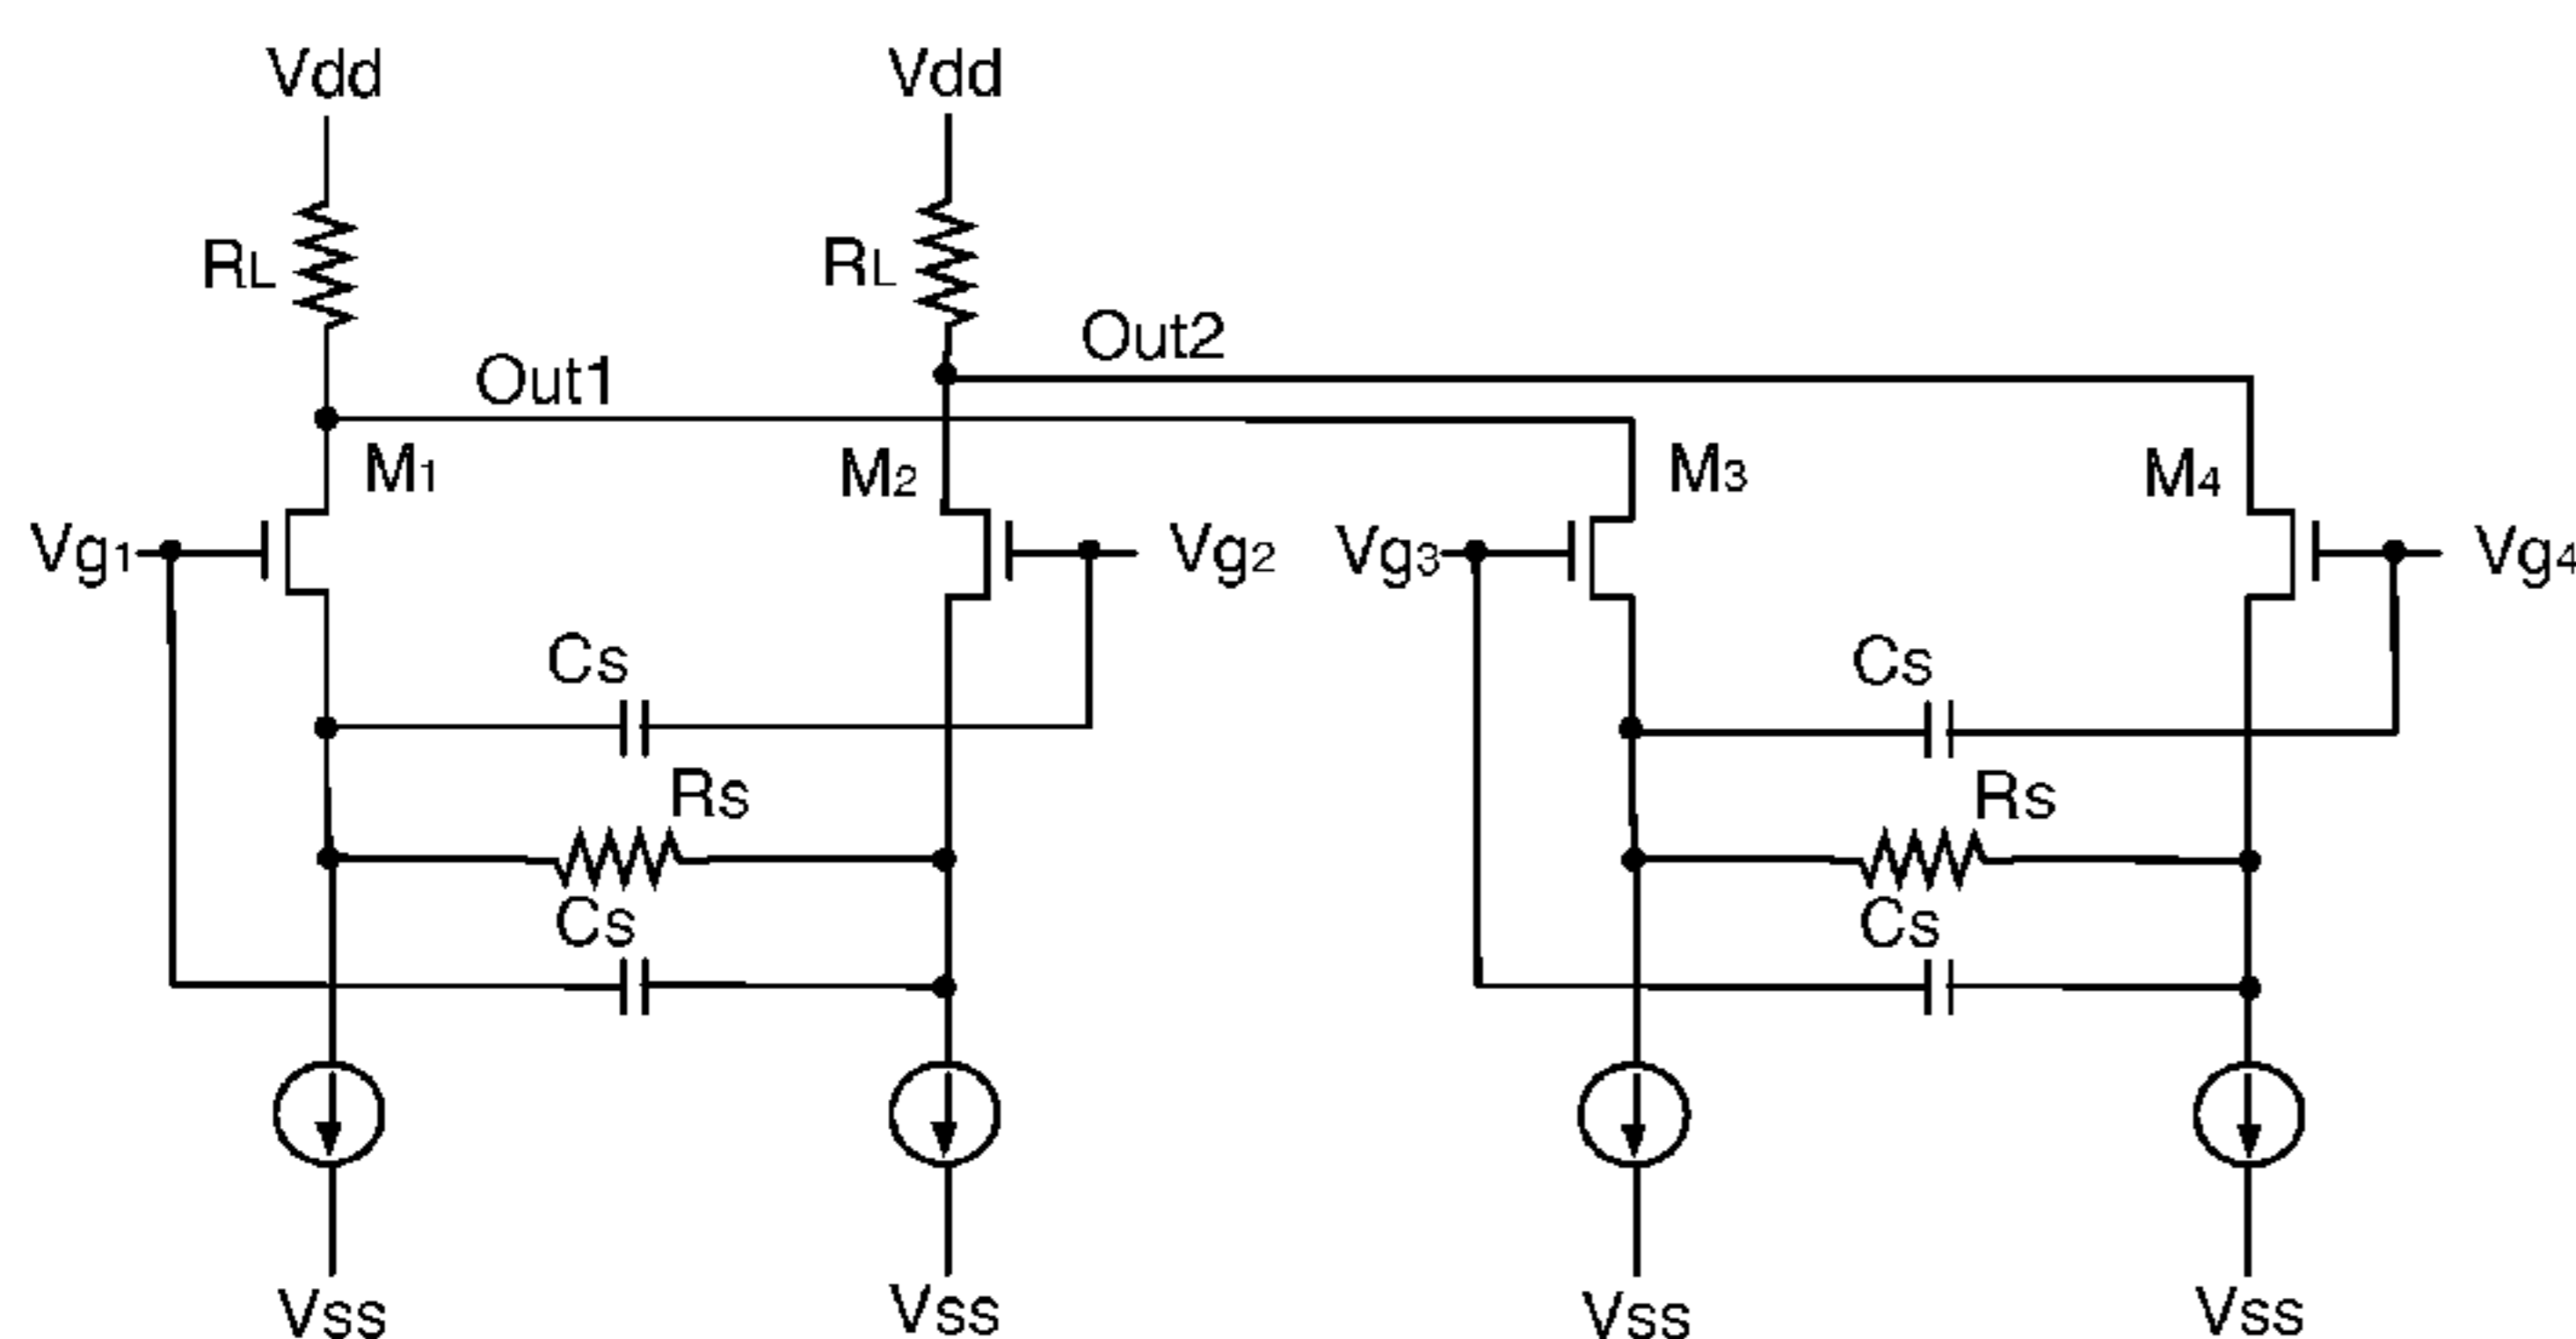 Vdd Vdd
RL RL
Out1 Out2
M1 M2 M3 M4
Vg1 Vg2 Vg3 Vg4
Cs Cs
Rs Rs
Cs Cs
Vss Vss Vss Vss